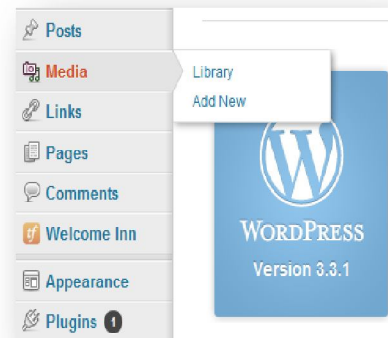 Posts
Media
Library
Add New
Links
Pages
Comments
Welcome Inn
Appearance
Plugins 1
WORDPRESS
Version 3.3.1